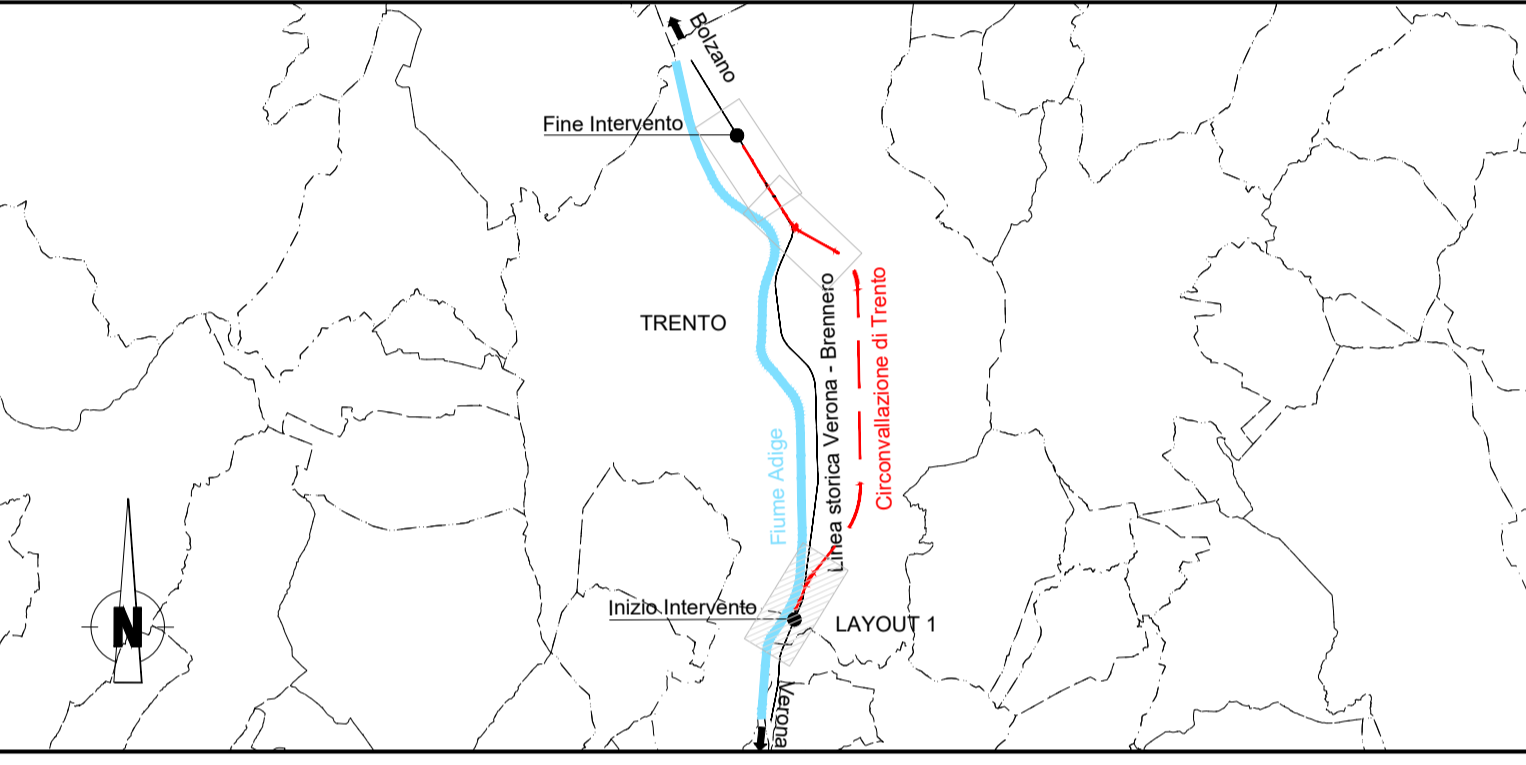 Bolzano
Fine Intervento
TRENTO
Linea storica Verona - Brennero
Circonvallazione di Trento
Fiume Adige
Inizio Intervento
LAYOUT 1
N
Verona